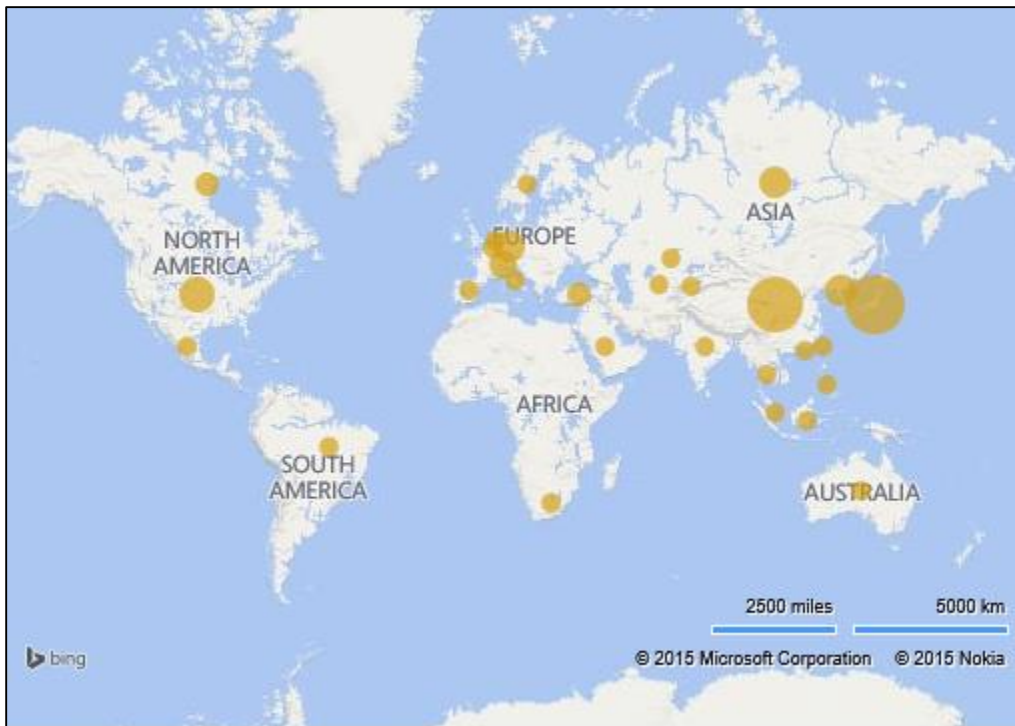 ASIA
EUROPE
NORTH
AMERICA
AFRICA
SOUTH
AMERICA
AUSTRALIA
2500 miles 5000 km
bing © 2015 Microsoft Corporation © 2015 Nokia